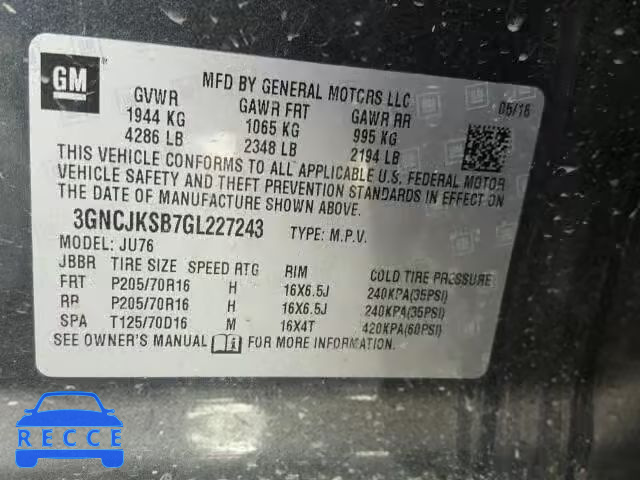 GM
MFD BY GENERAL MOTORS LLC
GVWR GAWR FRT GAWR RR 05/16
1944 KG 1065 KG 995 KG
4286 LB 2348 LB 2194 LB
THIS VEHICLE CONFORMS TO ALL APPLICABLE U.S. FEDERAL MOTOR
VEHICLE SAFETY AND THEFT PREVENTION STANDARDS IN EFFECT ON
THE DATE OF MANUFACTURE SHOWN ABOVE.
3GNCJKSB7GL227243 TYPE: M.P.V.
MODEL: JU76
JBBR TIRE SIZE SPEED RTG RIM COLD TIRE PRESSURE
FRT P205/70R16 H 16X6.5J 240KPA(35PSI)
RR P205/70R16 H 16X6.5J 240KPA(35PSI)
SPA T125/70D16 M 16X4T 420KPA(60PSI)
SEE OWNER'S MANUAL FOR MORE INFORMATION.
RECCE